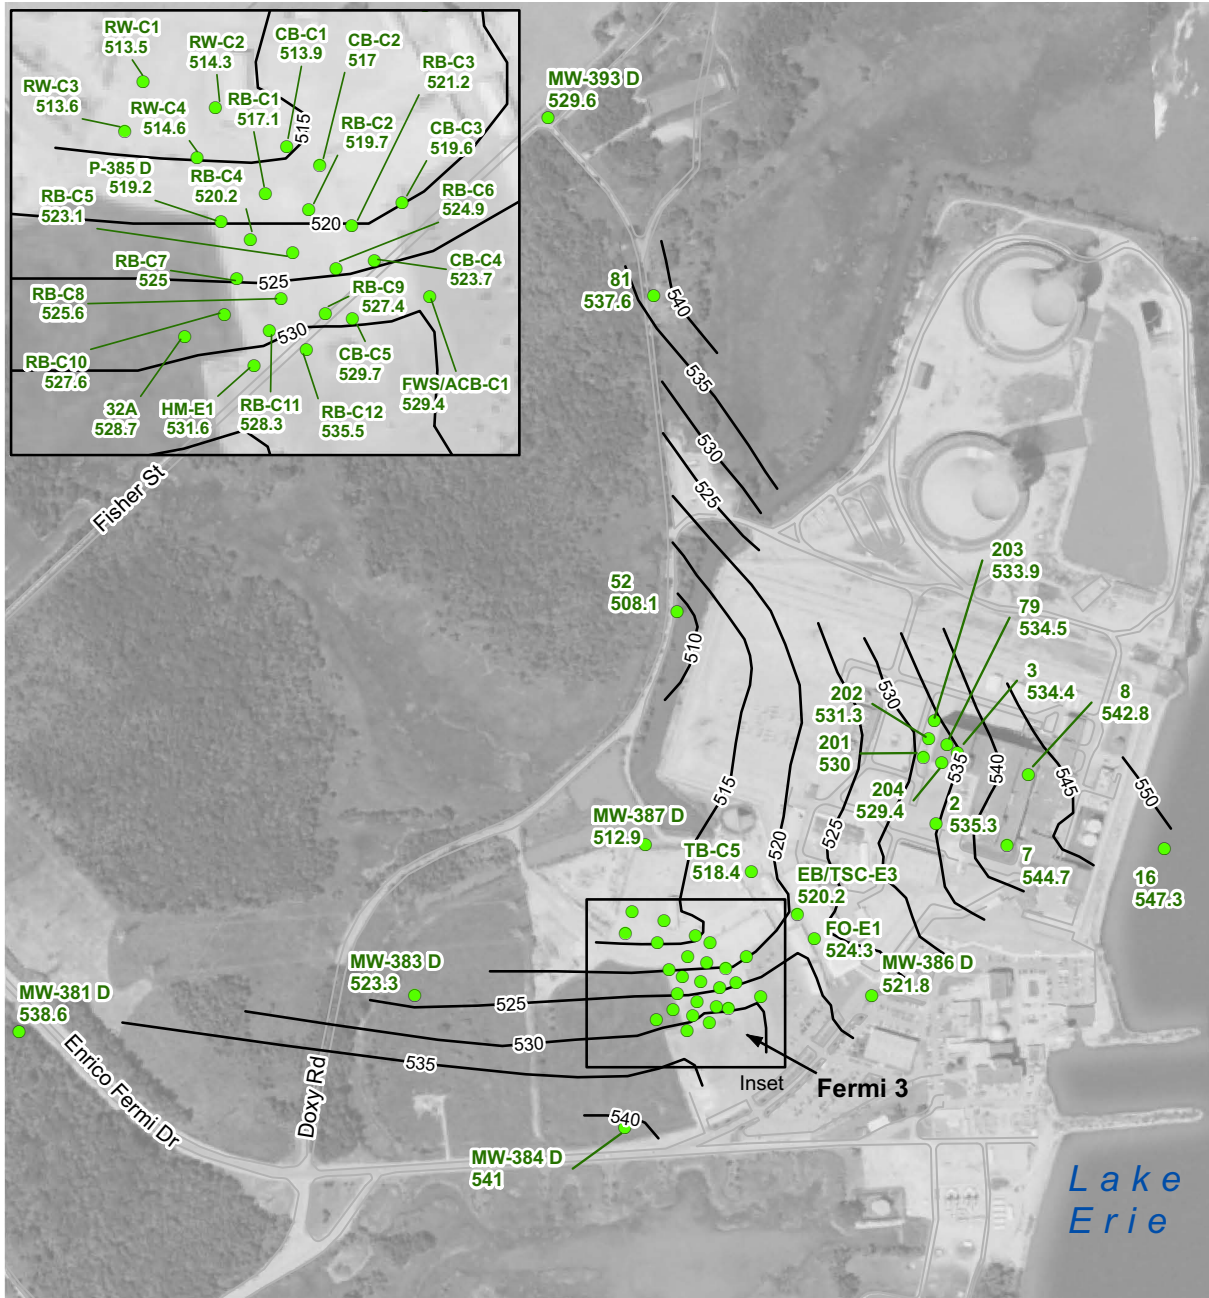 RW-C1
513.5
RW-C2
514.3
CB-C1
513.9
CB-C2
517
RB-C3
521.2
RW-C3
513.6
RW-C4
514.6
RB-C1
517.1
RB-C2
519.7
CB-C3
519.6
515
P-385 D
519.2
RB-C4
520.2
RB-C5
523.1
RB-C6
524.9
520
RB-C7
525
525
CB-C4
523.7
RB-C8
525.6
RB-C9
527.4
530
RB-C10
527.6
CB-C5
529.7
FWS/ACB-C1
529.4
32A
528.7
HM-E1
531.6
RB-C11
528.3
RB-C12
535.5
MW-393 D
529.6
81
537.6
540
535
530
525
Fisher St
52
508.1
510
203
533.9
79
534.5
3
534.4
8
542.8
202
531.3
530
201
530
204
529.4
535
540
545
550
2
535.3
7
544.7
16
547.3
515
520
525
MW-387 D
512.9
TB-C5
518.4
EB/TSC-E3
520.2
FO-E1
524.3
MW-386 D
521.8
MW-383 D
523.3
MW-381 D
538.6
525
530
535
Enrico Fermi Dr
Doxy Rd
Inset
Fermi 3
540
MW-384 D
541
Lake
Erie